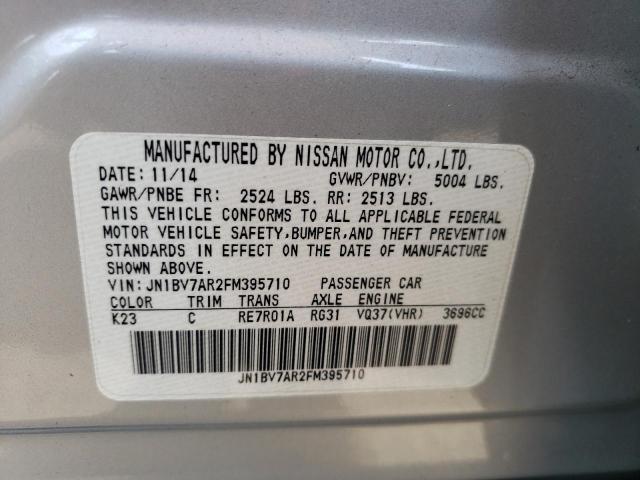 MANUFACTURED BY NISSAN MOTOR CO.,LTD.
DATE: 11/14 GVWR/PNBV: 5004 LBS.
GAWR/PNBE FR: 2524 LBS. RR: 2513 LBS.
THIS VEHICLE CONFORMS TO ALL APPLICABLE FEDERAL
MOTOR VEHICLE SAFETY,BUMPER,AND THEFT PREVENTION
STANDARDS IN EFFECT ON THE DATE OF MANUFACTURE
SHOWN ABOVE.
VIN: JN1BV7AR2FM395710 PASSENGER CAR
COLOR TRIM TRANS AXLE ENGINE
K23 C RE7R01A RG31 VQ37(VHR) 3696CC
JN1BV7AR2FM395710